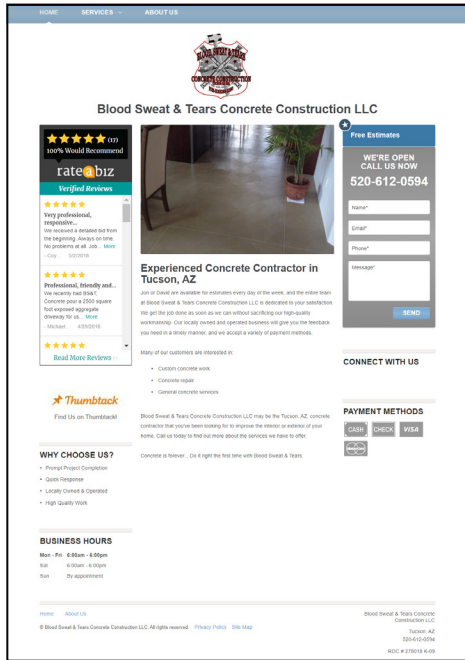 HOME SERVICES ABOUT US
BLOOD, SWEAT & TEARS
CONCRETE CONSTRUCTION
Blood Sweat & Tears Concrete Construction LLC
(17)
100% Would Recommend
rateabiz
Verified Reviews
Very professional,
responsive...
We received a detailed bid from
the beginning. Always on time.
No problems at all. Job... More
- Coy 3/2/2018
Professional, friendly and...
We recently had BS&T,
Concrete pour a 2500 square
foot exposed aggregate
driveway for us... More
- Michael 4/29/2016
Read More Reviews
Thumbtack
Find Us on Thumbtack!
WHY CHOOSE US?
• Prompt Project Completion
• Quick Response
• Locally Owned & Operated
• High Quality Work
BUSINESS HOURS
Mon - Fri 6:00am - 6:00pm
Sat 6:00am - 6:00pm
Sun By appointment
Experienced Concrete Contractor in
Tucson, AZ
Jon or David are available for estimates every day of the week, and the entire team
at Blood Sweat & Tears Concrete Construction LLC is dedicated to your satisfaction.
We get the job done as soon as we can without sacrificing our high-quality
workmanship. Our locally owned and operated business will give you the feedback
you need in a timely manner, and we accept a variety of payment methods.
Many of our customers are interested in:
• Custom concrete work
• Concrete repair
• General concrete services
Blood Sweat & Tears Concrete Construction LLC may be the Tucson, AZ, concrete
contractor that you've been looking for to improve the interior or exterior of your
home. Call us today to find out more about the services we have to offer.
Concrete is forever... Do it right the first time with Blood Sweat & Tears.
Free Estimates
WE'RE OPEN
CALL US NOW
520-612-0594
Name*
Email*
Phone*
Message*
SEND
CONNECT WITH US
PAYMENT METHODS
CASH CHECK VISA
Home About Us
© Blood Sweat & Tears Concrete Construction LLC. All rights reserved. Privacy Policy Site Map
Blood Sweat & Tears Concrete
Construction LLC
Tucson, AZ
520-612-0594
ROC # 278018 K-09